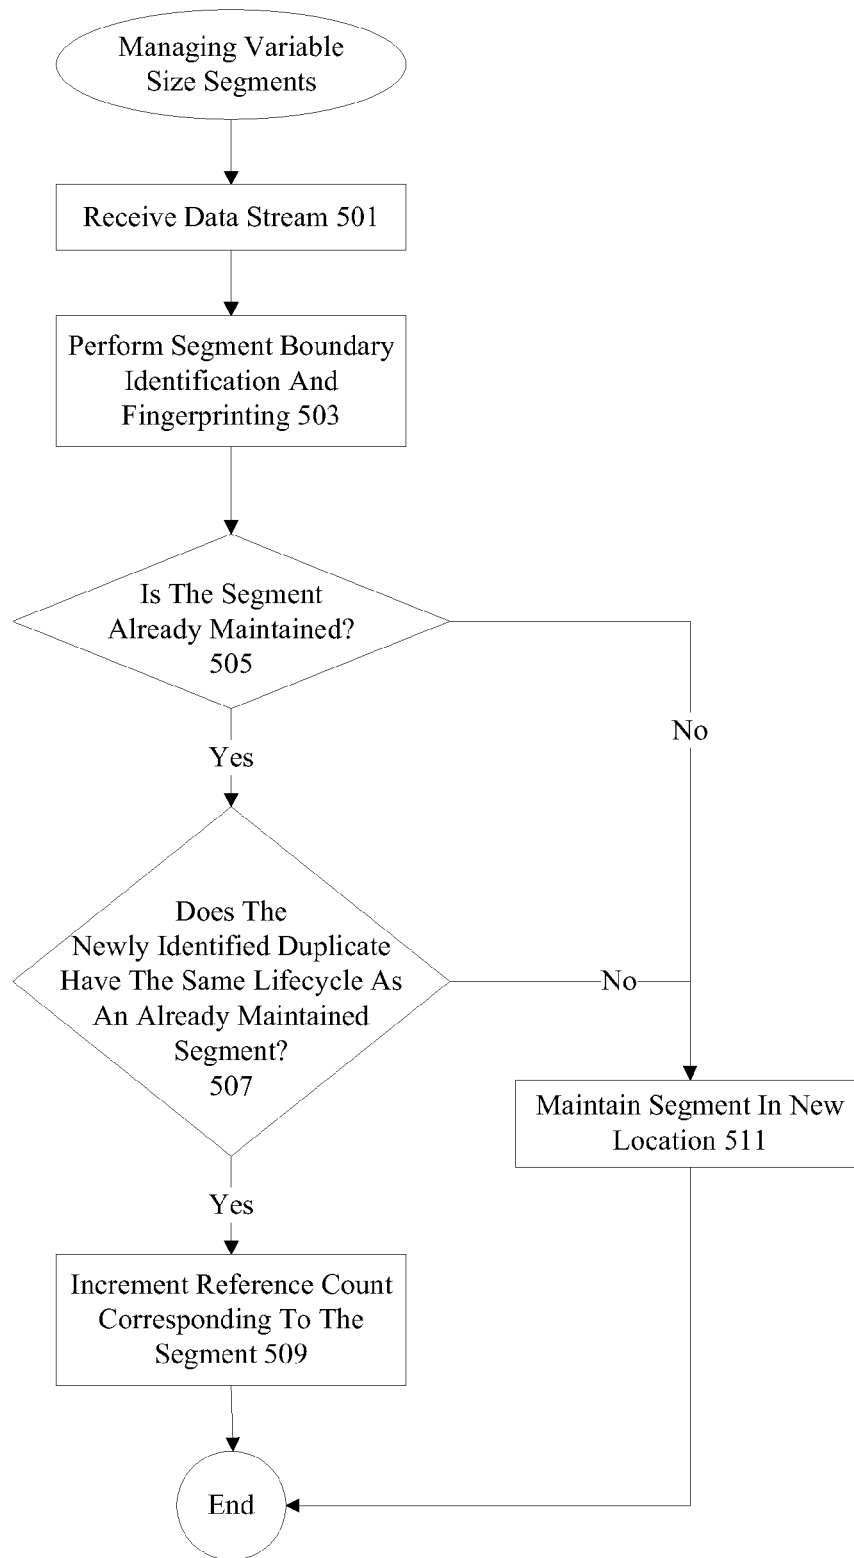 Managing Variable
Size Segments
Receive Data Stream 501
Perform Segment Boundary
Identification And
Fingerprinting 503
Is The Segment
Already Maintained?
505
No
Yes
Does The
Newly Identified Duplicate
Have The Same Lifecycle As
An Already Maintained
Segment?
507
No
Maintain Segment In New
Location 511
Yes
Increment Reference Count
Corresponding To The
Segment 509
End